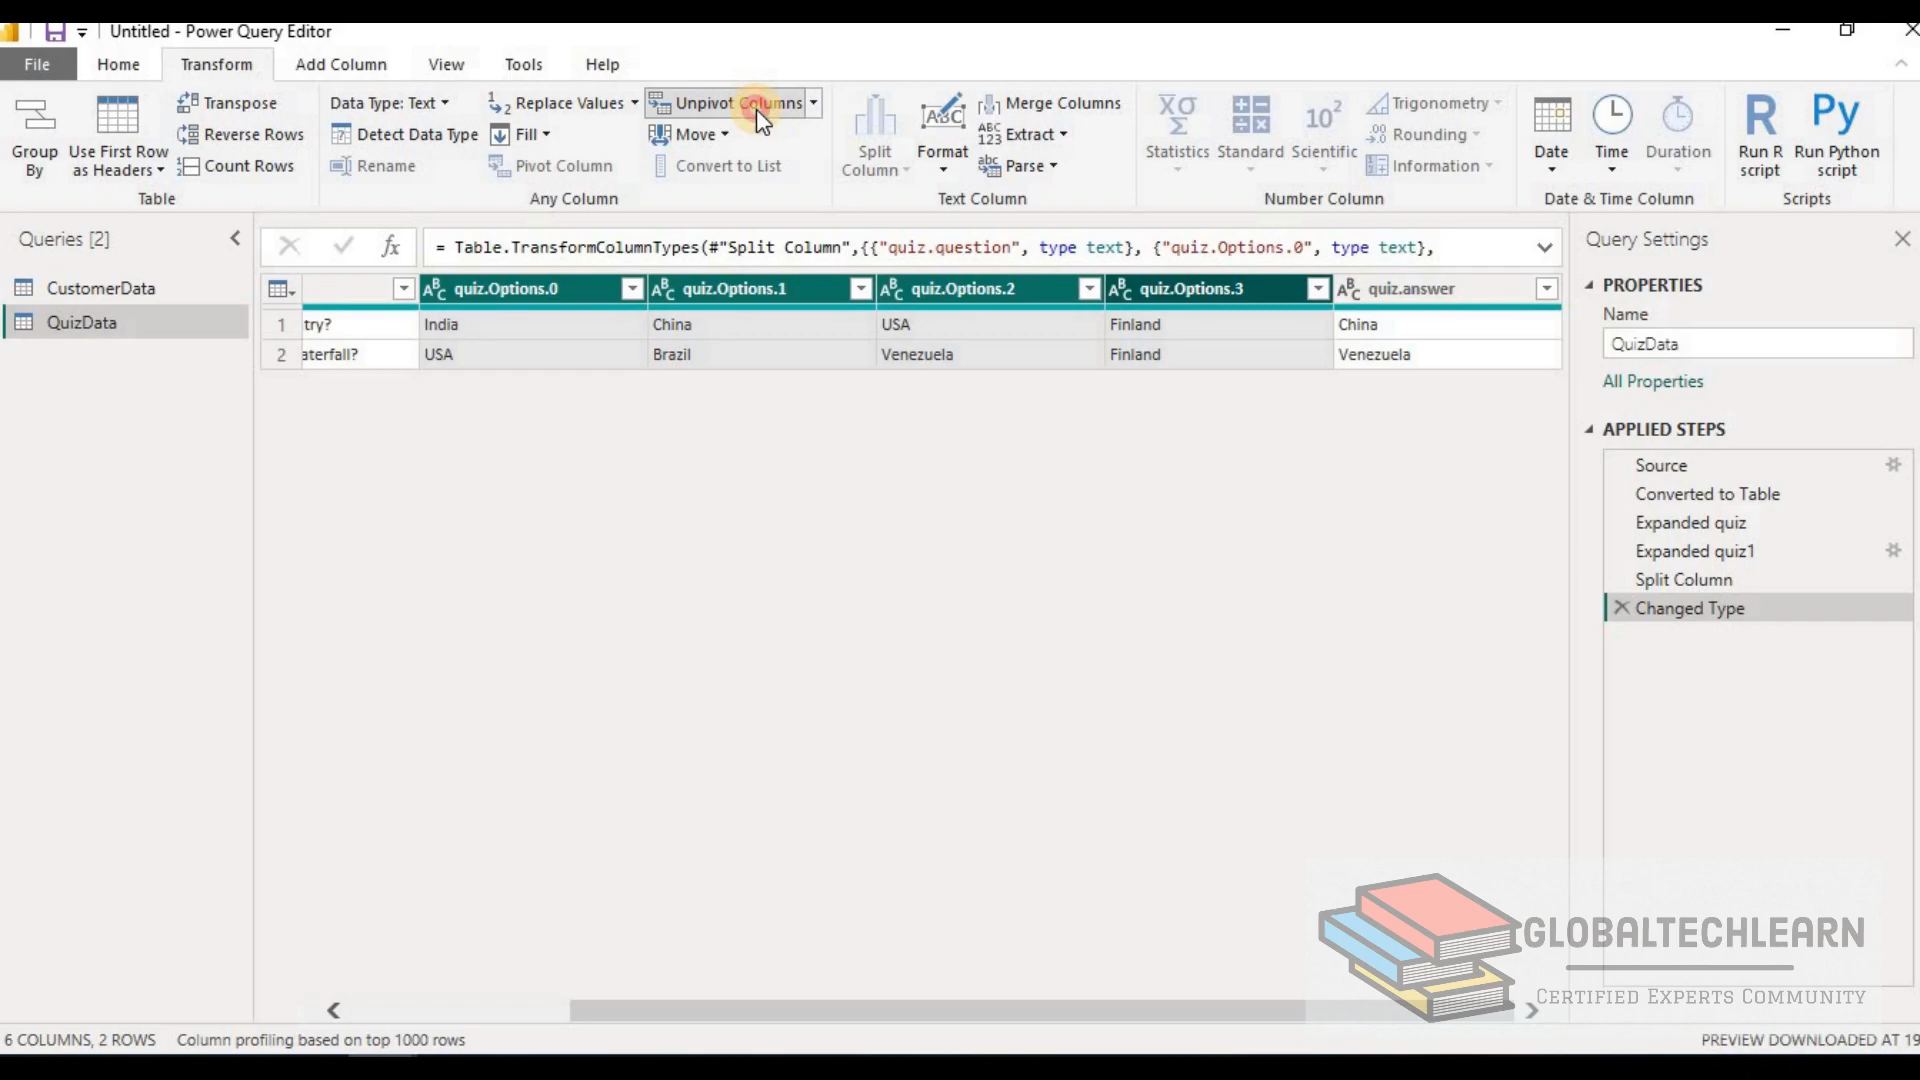 Untitled - Power Query Editor
File Home Transform Add Column View Tools Help
Group By
Use First Row as Headers
Transpose
Reverse Rows
Count Rows
Table
Data Type: Text
Detect Data Type
Rename
Replace Values
Fill
Pivot Column
Unpivot Columns
Move
Convert to List
Any Column
Split Column
Format
Merge Columns
Extract
Parse
Text Column
Statistics
Standard
Scientific
Trigonometry
Rounding
Information
Number Column
Date
Time
Duration
Date & Time Column
Run R script
Run Python script
Scripts
Queries [2]
CustomerData
QuizData
= Table.TransformColumnTypes(#"Split Column",{{"quiz.question", type text}, {"quiz.Options.0", type text},
quiz.Options.0 quiz.Options.1 quiz.Options.2 quiz.Options.3 quiz.answer
1 try? India China USA Finland China
2 aterfall? USA Brazil Venezuela Finland Venezuela
Query Settings
PROPERTIES
Name
QuizData
All Properties
APPLIED STEPS
Source
Converted to Table
Expanded quiz
Expanded quiz1
Split Column
Changed Type
GLOBALTECHLEARN
CERTIFIED EXPERTS COMMUNITY
6 COLUMNS, 2 ROWS Column profiling based on top 1000 rows
PREVIEW DOWNLOADED AT 19